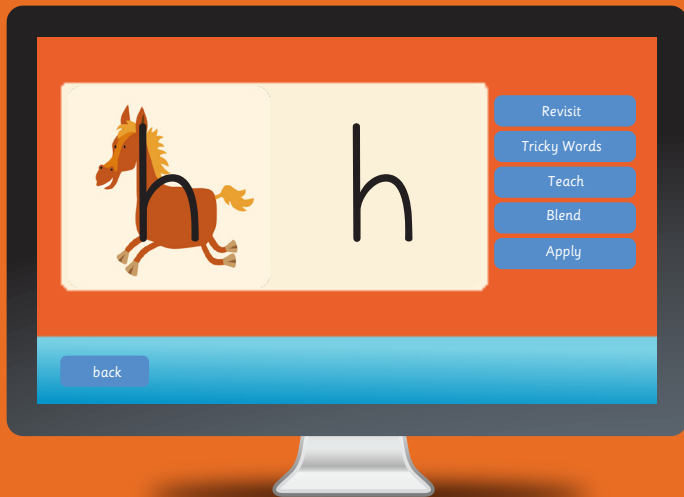 h
h
Revisit
Tricky Words
Teach
Blend
Apply
back